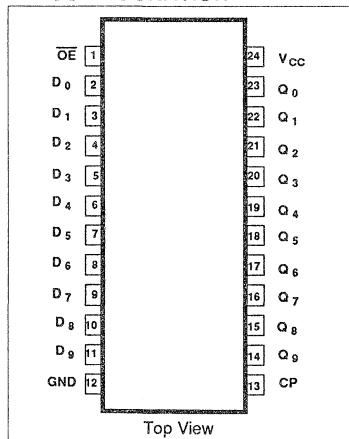 OE 1 24 VCC
D0 2 23 Q0
D1 3 22 Q1
D2 4 21 Q2
D3 5 20 Q3
D4 6 19 Q4
D5 7 18 Q5
D6 8 17 Q6
D7 9 16 Q7
D8 10 15 Q8
D9 11 14 Q9
GND 12 13 CP
Top View